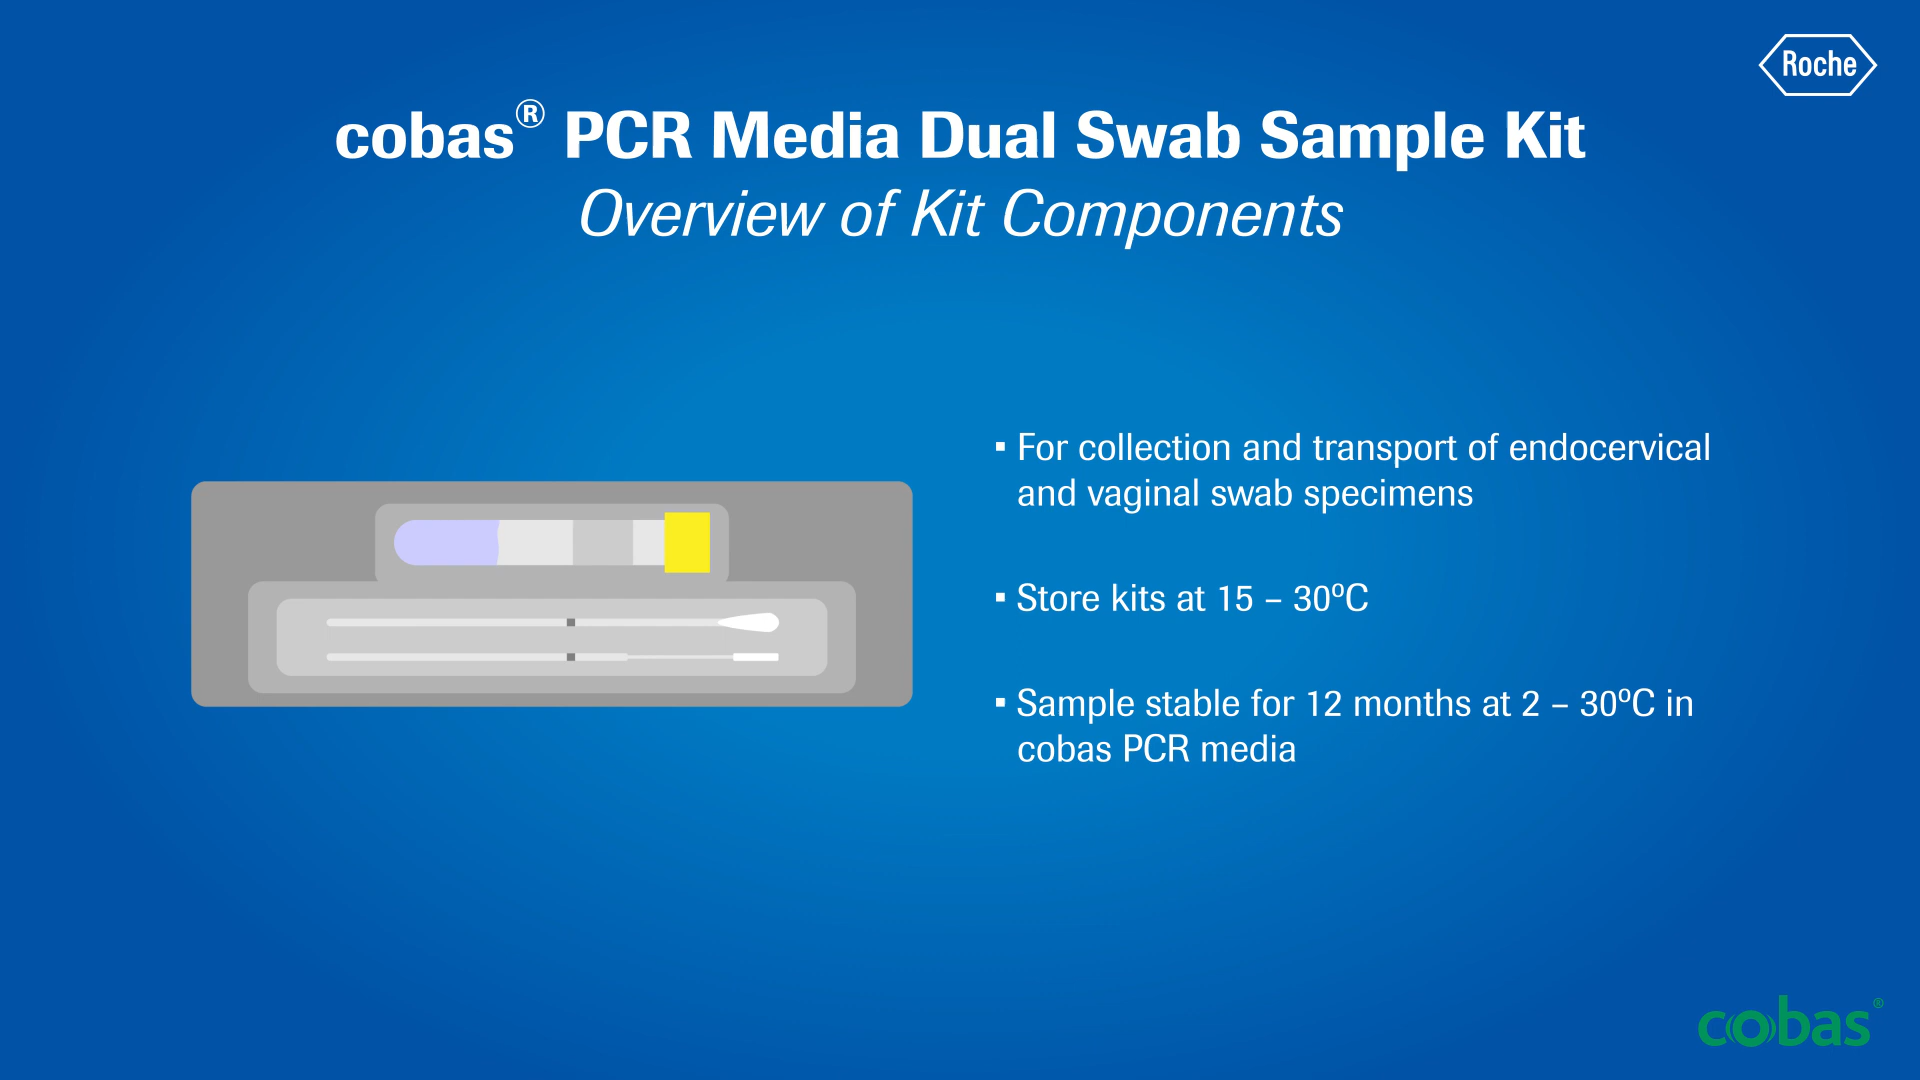 Roche
cobas® PCR Media Dual Swab Sample Kit
Overview of Kit Components
▪ For collection and transport of endocervical
and vaginal swab specimens
▪ Store kits at 15 – 30ºC
▪ Sample stable for 12 months at 2 – 30ºC in
cobas PCR media
cobas®